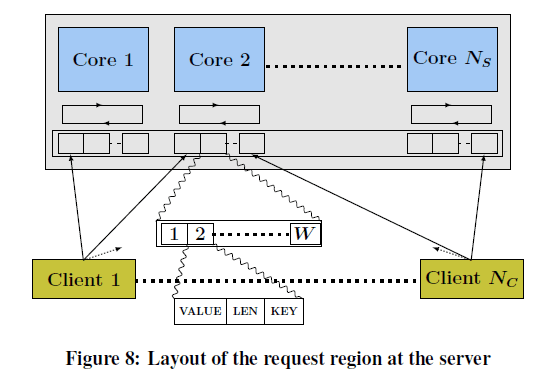 Core 1
Core 2
Core N_S
1 2 W
Client 1
Client N_C
VALUE LEN KEY
Figure 8: Layout of the request region at the server